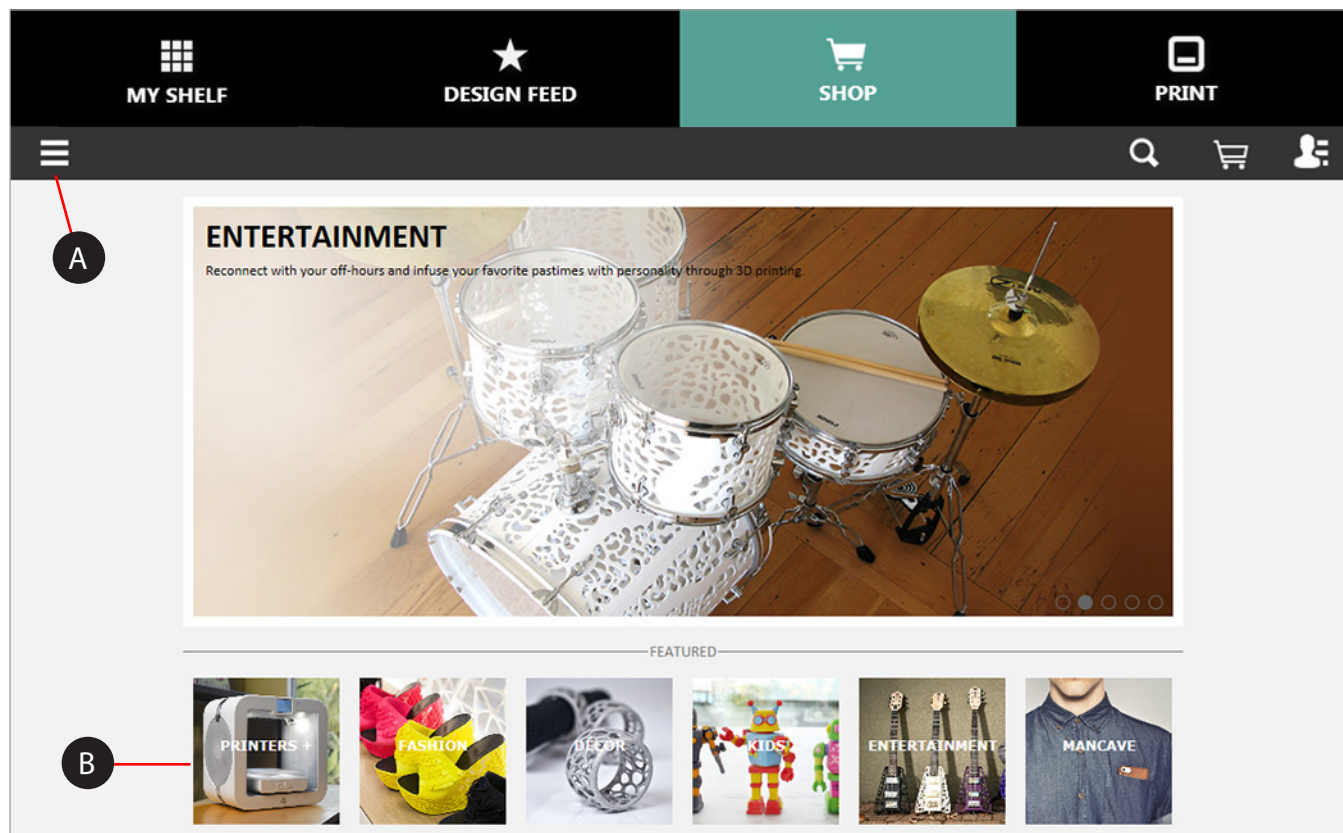 MY SHELF
DESIGN FEED
SHOP
PRINT
A
ENTERTAINMENT
Reconnect with your off-hours and infuse your favorite pastimes with personality through 3D printing.
FEATURED
B
PRINTERS +
FASHION
DECOR
KIDS
ENTERTAINMENT
MANCAVE